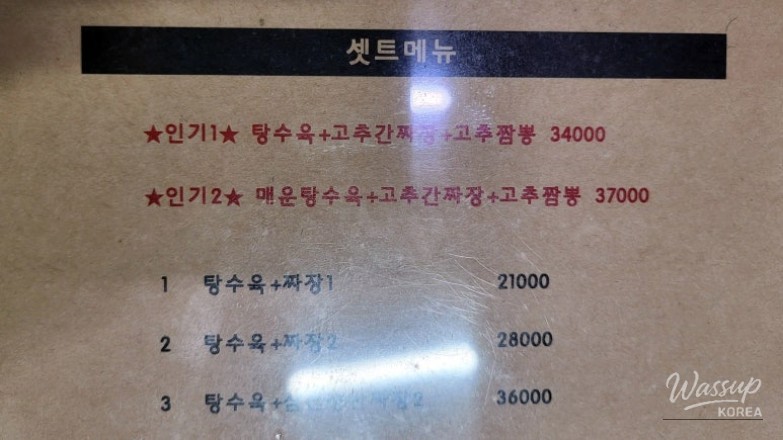 셋트메뉴
★인기1★ 탕수육+고추간짜장+고추짬뽕 34000
★인기2★ 매운탕수육+고추간짜장+고추짬뽕 37000
1 탕수육+짜장1 21000
2 탕수육+짜장2 28000
3 탕수육+ 36000
Wassup
KOREA